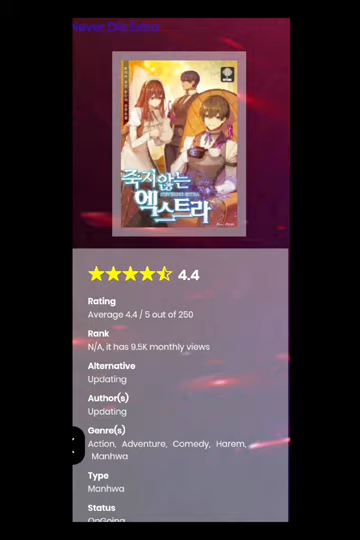 Never Die Extra
죽지 않는
엑스트라
4.4
Rating
Average 4.4 / 5 out of 250
Rank
N/A, it has 9.5K monthly views
Alternative
Updating
Author(s)
Updating
Genre(s)
Action, Adventure, Comedy, Harem,
Manhwa
Type
Manhwa
Status
OnGoing